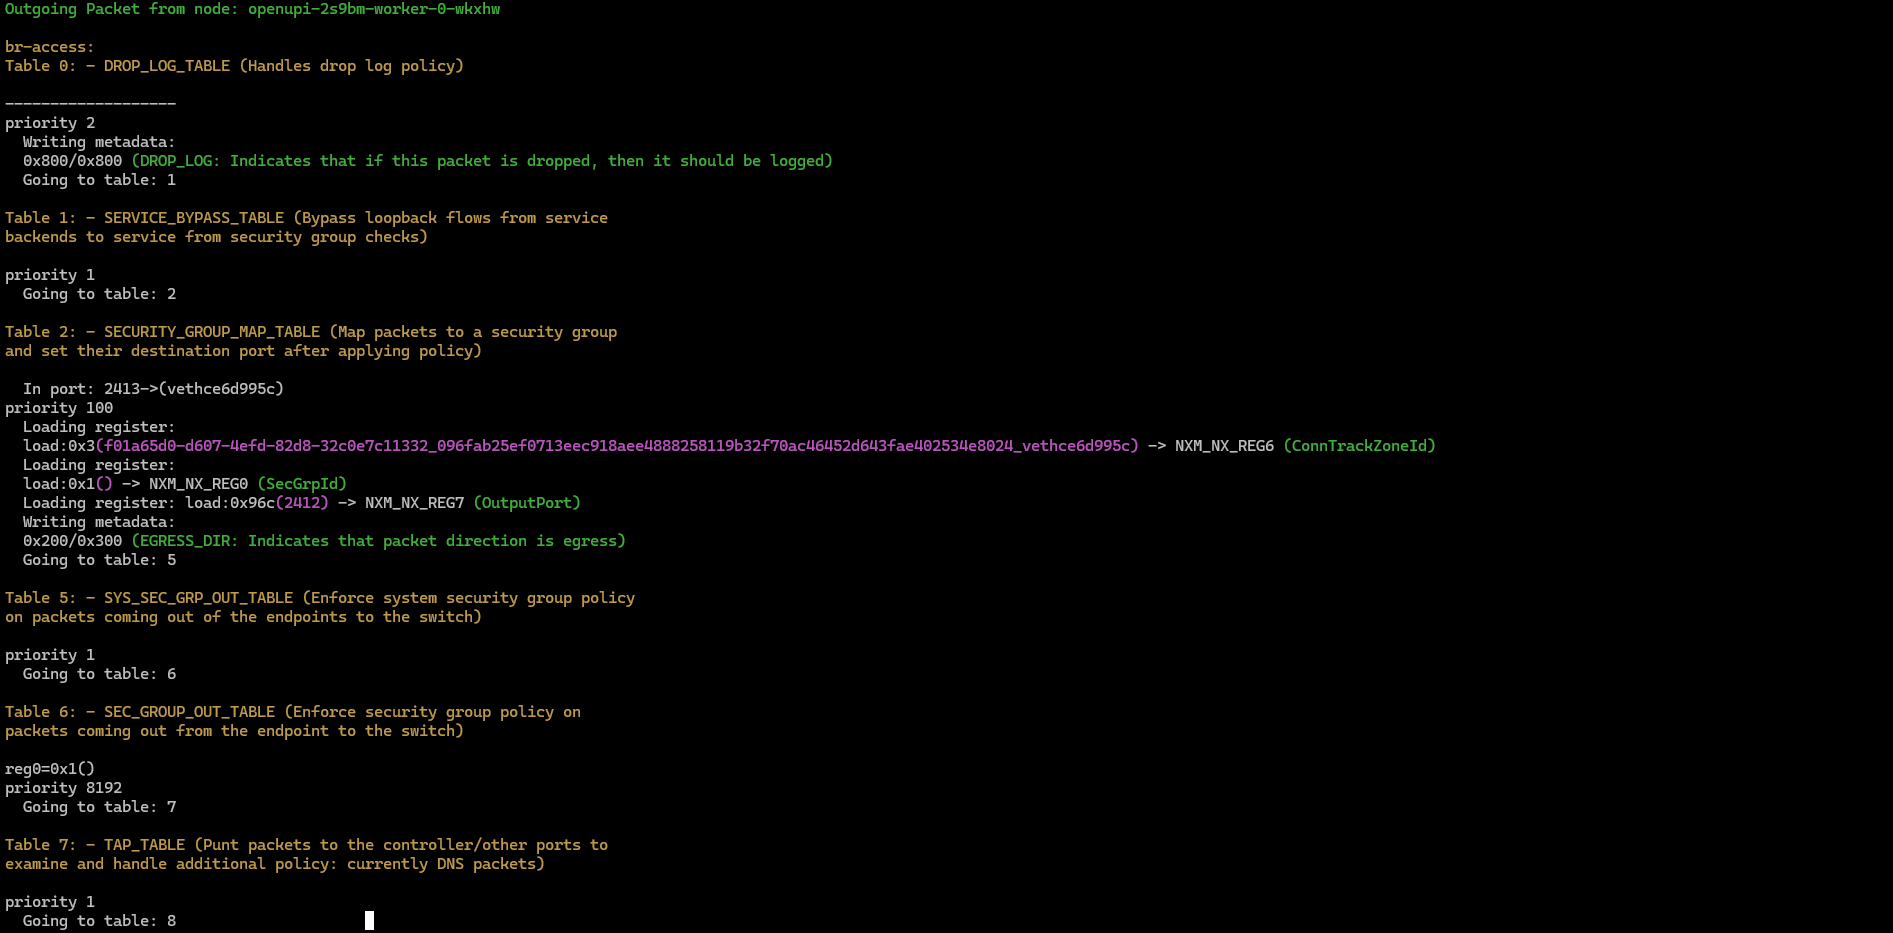 Outgoing Packet from node: openupi-2s9bm-worker-0-wkxhw
br-access:
Table 0: - DROP_LOG_TABLE (Handles drop log policy)
-------------------
priority 2
Writing metadata:
0x800/0x800 (DROP_LOG: Indicates that if this packet is dropped, then it should be logged)
Going to table: 1
Table 1: - SERVICE_BYPASS_TABLE (Bypass loopback flows from service
backends to service from security group checks)
priority 1
Going to table: 2
Table 2: - SECURITY_GROUP_MAP_TABLE (Map packets to a security group
and set their destination port after applying policy)
In port: 2413->(vethce6d995c)
priority 100
Loading register:
load:0x3(f01a65d0-d607-4efd-82d8-32c0e7c11332_096fab25ef0713eec918aee4888258119b32f70ac46452d643fae402534e8024_vethce6d995c) -> NXM_NX_REG6 (ConnTrackZoneId)
Loading register:
load:0x1() -> NXM_NX_REG0 (SecGrpId)
Loading register: load:0x96c(2412) -> NXM_NX_REG7 (OutputPort)
Writing metadata:
0x200/0x300 (EGRESS_DIR: Indicates that packet direction is egress)
Going to table: 5
Table 5: - SYS_SEC_GRP_OUT_TABLE (Enforce system security group policy
on packets coming out of the endpoints to the switch)
priority 1
Going to table: 6
Table 6: - SEC_GROUP_OUT_TABLE (Enforce security group policy on
packets coming out from the endpoint to the switch)
reg0=0x1()
priority 8192
Going to table: 7
Table 7: - TAP_TABLE (Punt packets to the controller/other ports to
examine and handle additional policy: currently DNS packets)
priority 1
Going to table: 8